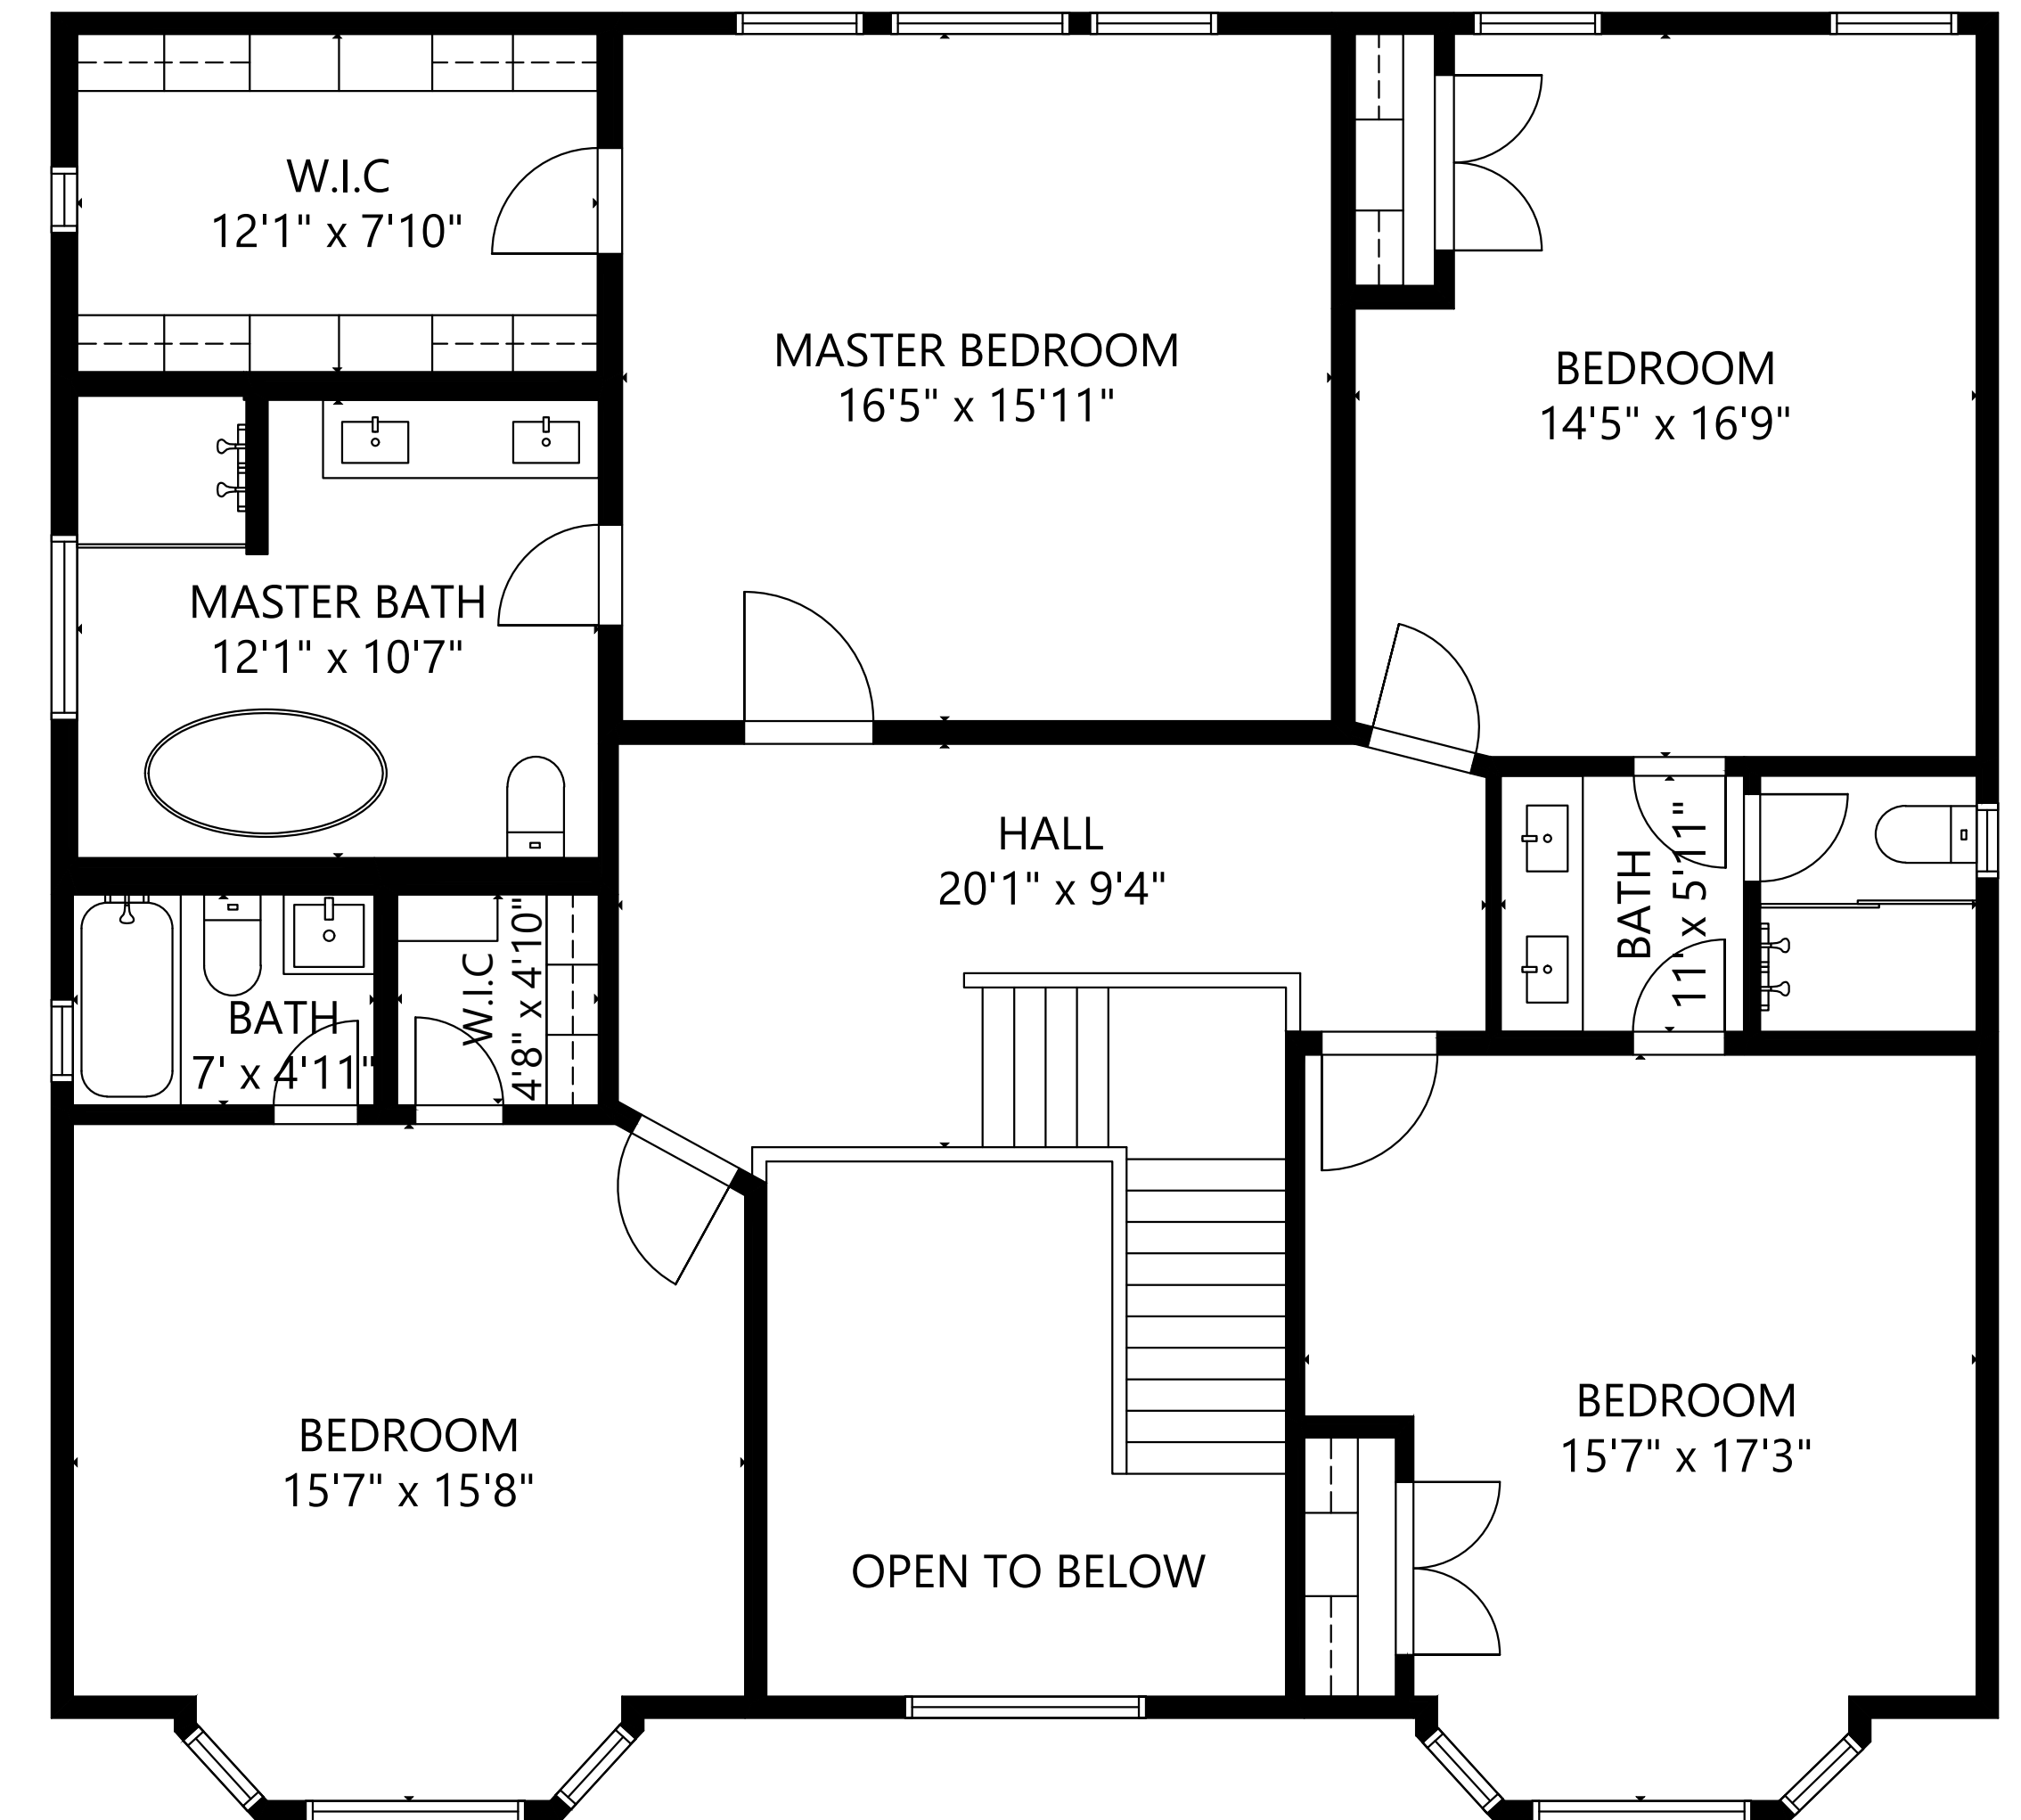 W.I.C
12'1" x 7'10"
MASTER BEDROOM
16'5" x 15'11"
BEDROOM
14'5" x 16'9"
MASTER BATH
12'1" x 10'7"
HALL
20'1" x 9'4"
BATH
11' x 5'11"
BATH
7' x 4'11"
W.I.C
4'8" x 4'10"
BEDROOM
15'7" x 15'8"
OPEN TO BELOW
BEDROOM
15'7" x 17'3"